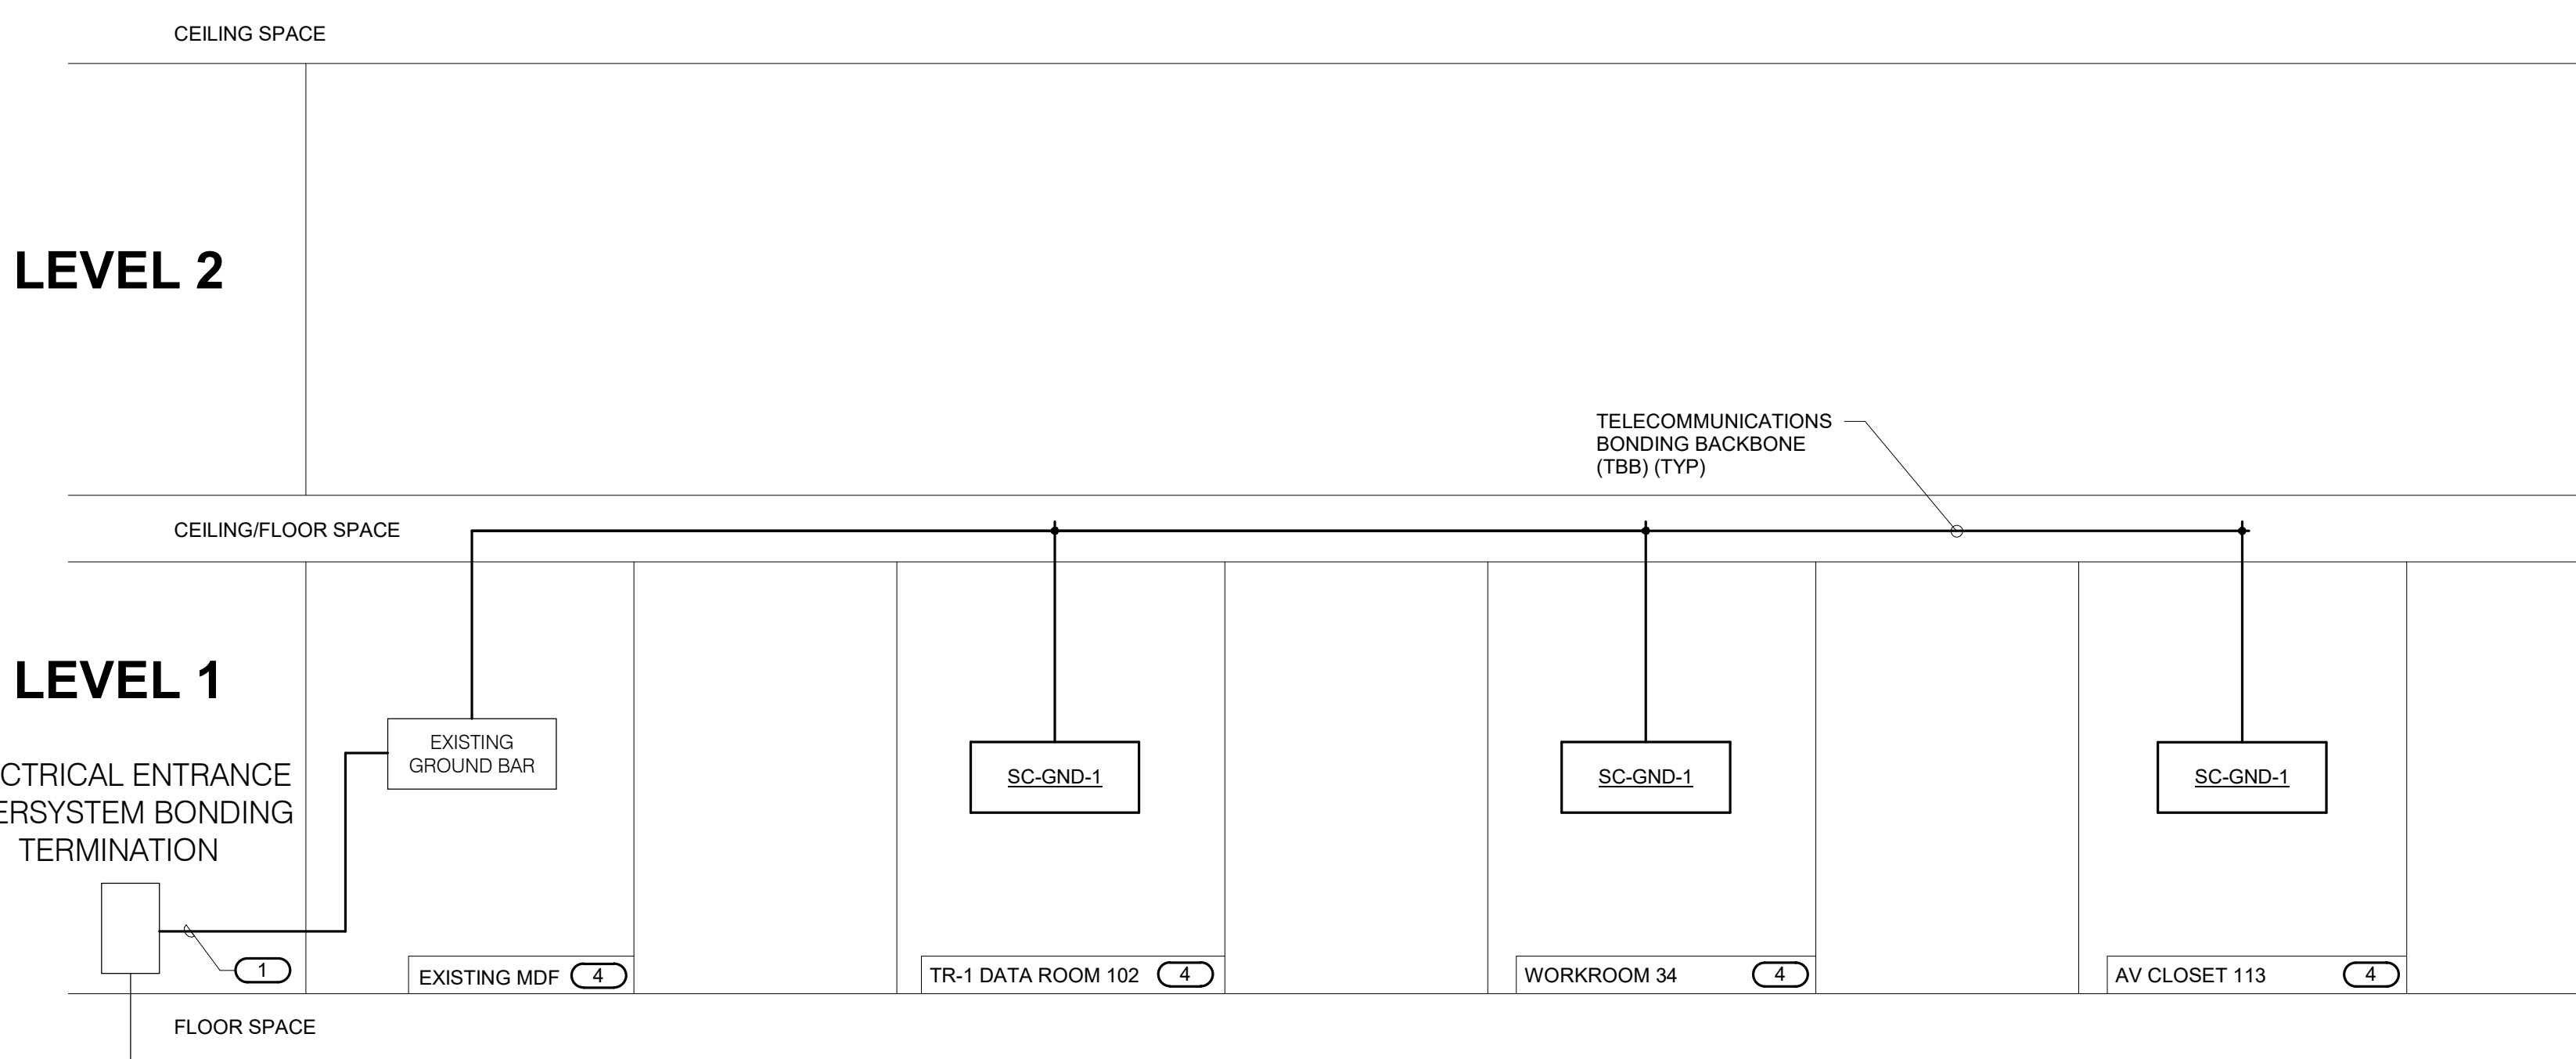 CEILING SPACE
LEVEL 2
TELECOMMUNICATIONS
BONDING BACKBONE
(TBB) (TYP)
CEILING/FLOOR SPACE
LEVEL 1
EXISTING
GROUND BAR
SC-GND-1
SC-GND-1
SC-GND-1
CTRICAL ENTRANCE
ERSYSTEM BONDING
TERMINATION
1
EXISTING MDF 4
TR-1 DATA ROOM 102 4
WORKROOM 34 4
AV CLOSET 113 4
FLOOR SPACE